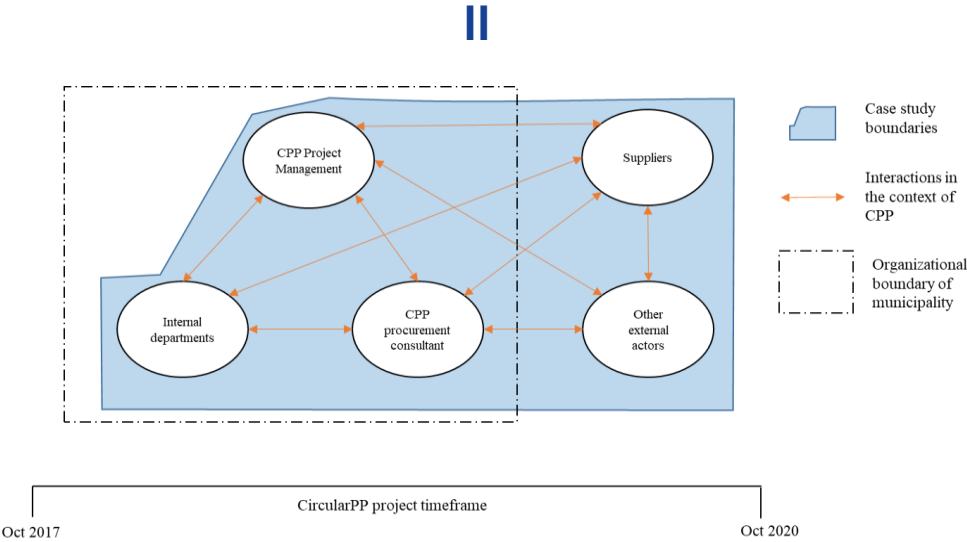 II
CPP Project
Management
Suppliers
Internal
departments
CPP
procurement
consultant
Other
external
actors
Case study
boundaries
Interactions in
the context of
CPP
Organizational
boundary of
municipality
CircularPP project timeframe
Oct 2017
Oct 2020